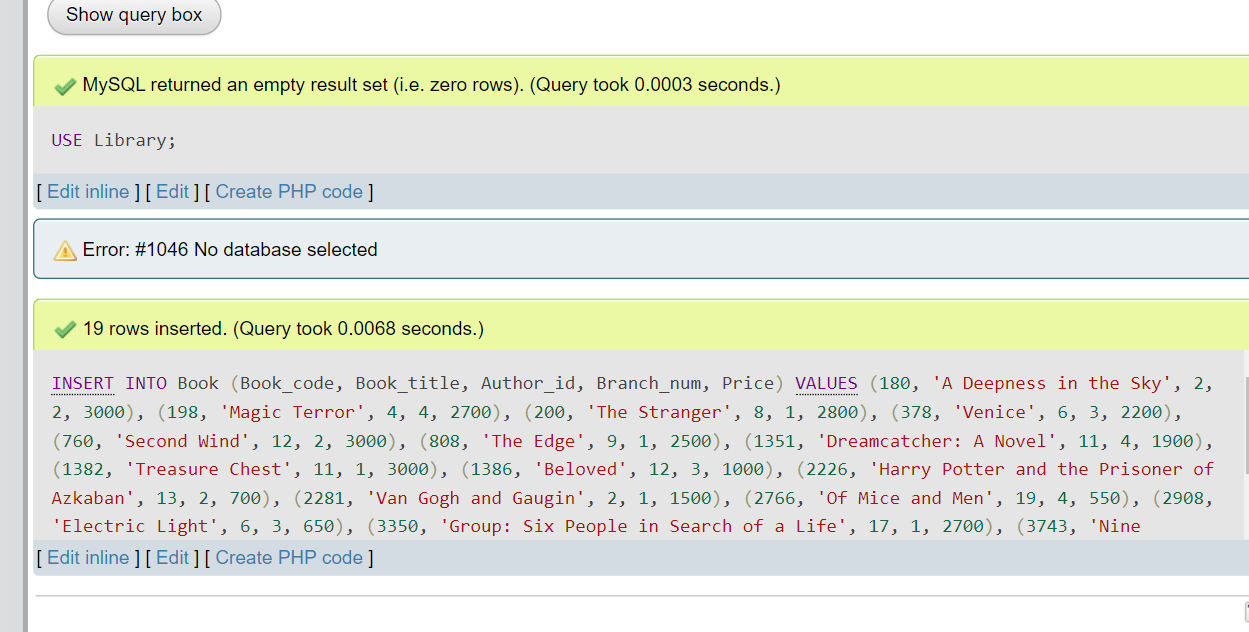 Show query box
MySQL returned an empty result set (i.e. zero rows). (Query took 0.0003 seconds.)
USE Library;
[ Edit inline ] [ Edit ] [ Create PHP code ]
Error: #1046 No database selected
19 rows inserted. (Query took 0.0068 seconds.)
INSERT INTO Book (Book_code, Book_title, Author_id, Branch_num, Price) VALUES (180, 'A Deepness in the Sky', 2,
2, 3000), (198, 'Magic Terror', 4, 4, 2700), (200, 'The Stranger', 8, 1, 2800), (378, 'Venice', 6, 3, 2200),
(760, 'Second Wind', 12, 2, 3000), (808, 'The Edge', 9, 1, 2500), (1351, 'Dreamcatcher: A Novel', 11, 4, 1900),
(1382, 'Treasure Chest', 11, 1, 3000), (1386, 'Beloved', 12, 3, 1000), (2226, 'Harry Potter and the Prisoner of
Azkaban', 13, 2, 700), (2281, 'Van Gogh and Gaugin', 2, 1, 1500), (2766, 'Of Mice and Men', 19, 4, 550), (2908,
'Electric Light', 6, 3, 650), (3350, 'Group: Six People in Search of a Life', 17, 1, 2700), (3743, 'Nine
[ Edit inline ] [ Edit ] [ Create PHP code ]